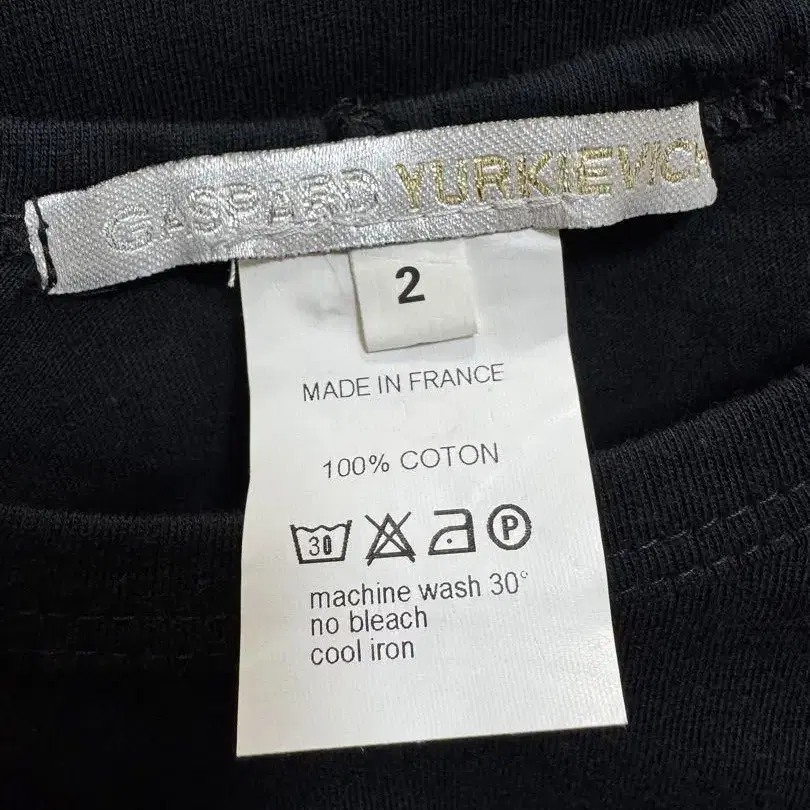 GASPARD YURKIEVICH
2
MADE IN FRANCE
100% COTON
30 P
machine wash 30°
no bleach
cool iron